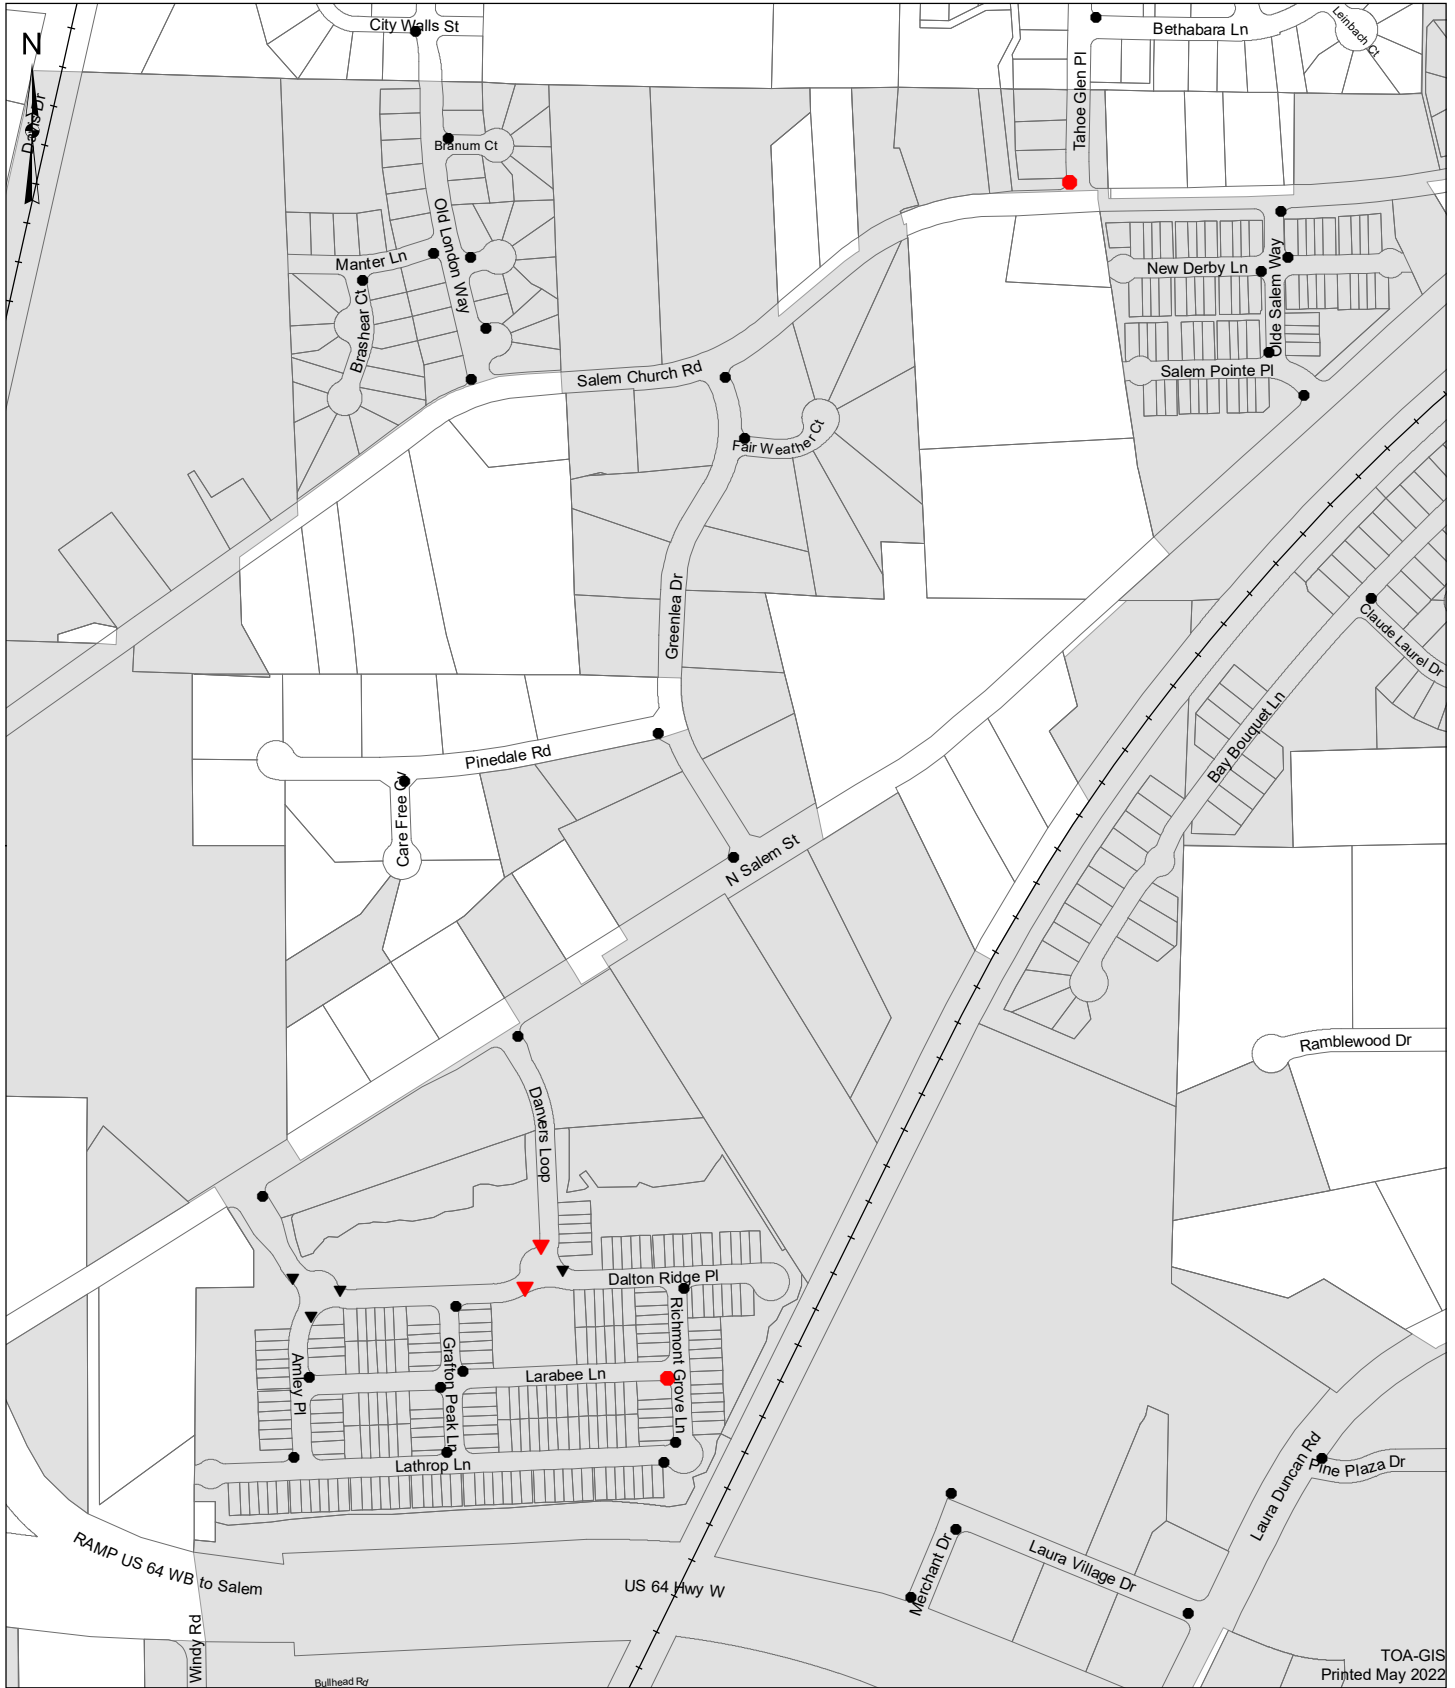 City Walls St
Bethabara Ln
Leinbach Ct
N
Davis Dr
Tahoe Glen Pl
Branum Ct
Old London Way
Manter Ln
Brashear Ct
New Derby Ln
Olde Salem Way
Salem Pointe Pl
Salem Church Rd
Fair Weather Ct
Greenlea Dr
Claude Laurel Dr
Bay Bouquet Ln
Pinedale Rd
Care Free Cv
N Salem St
Ramblewood Dr
Danvers Loop
Dalton Ridge Pl
Richmont Grove Ln
Amley Pl
Grafton Peak Ln
Larabee Ln
Lathrop Ln
Laura Duncan Rd
Pine Plaza Dr
RAMP US 64 WB to Salem
US 64 Hwy W
Merchant Dr
Laura Village Dr
Windy Rd
Bullhead Rd
TOA-GIS
Printed May 2022